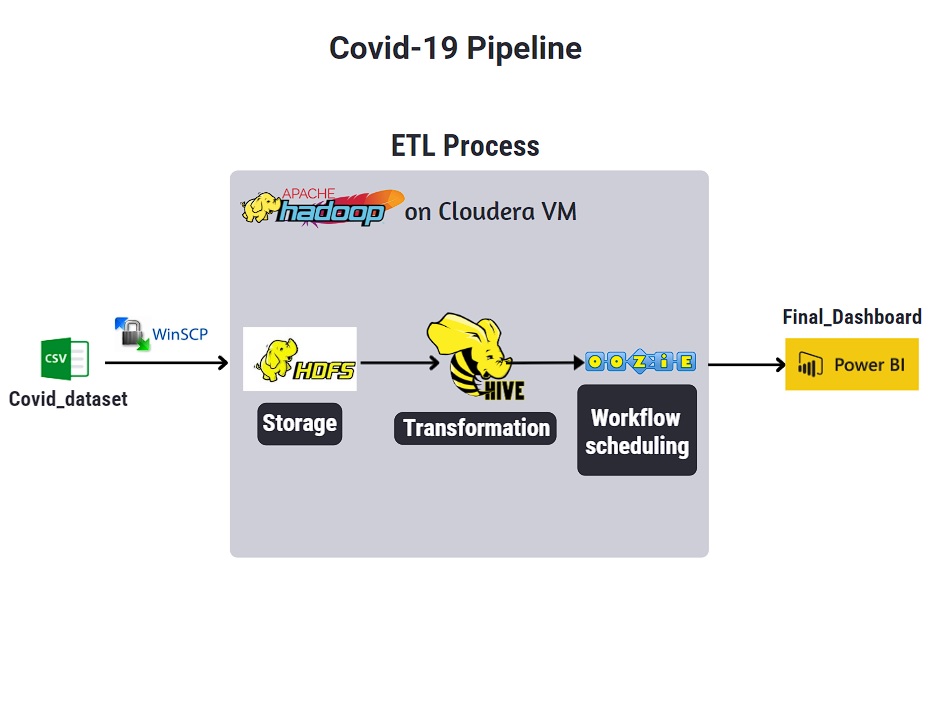 Covid-19 Pipeline
ETL Process
APACHE
hadoop on Cloudera VM
WinSCP
CSV
Covid_dataset
HDFS
Storage
HIVE
Transformation
OOZiE
Workflow
scheduling
Final_Dashboard
Power BI